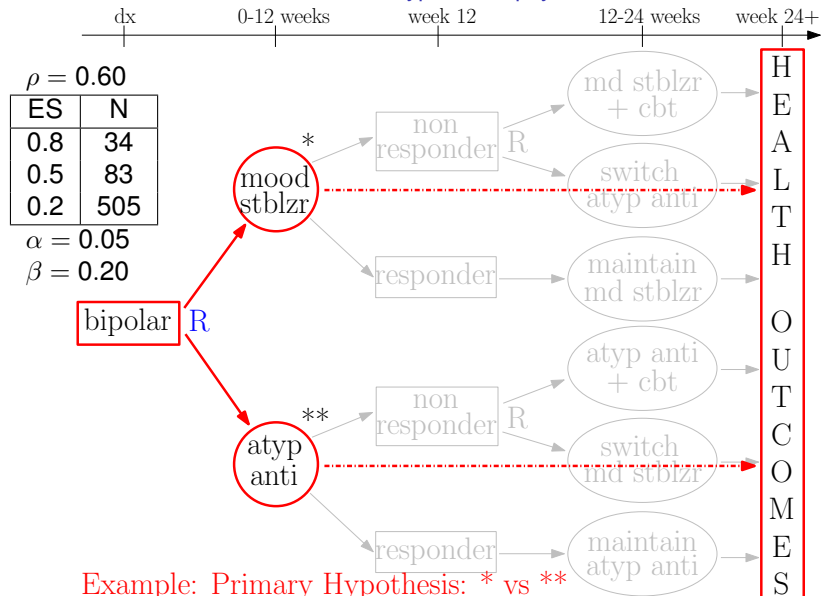 dx
0-12 weeks
week 12
12-24 weeks
week 24+
ρ = 0.60
ES N
0.8 34
0.5 83
0.2 505
α = 0.05
β = 0.20
bipolar
R
mood
stblzr
*
non
responder
R
md stblzr
+ cbt
switch
atyp anti
responder
maintain
md stblzr
atyp
anti
**
non
responder
R
atyp anti
+ cbt
switch
md stblzr
responder
maintain
atyp anti
H
E
A
L
T
H
O
U
T
C
O
M
E
S
Example: Primary Hypothesis: * vs **